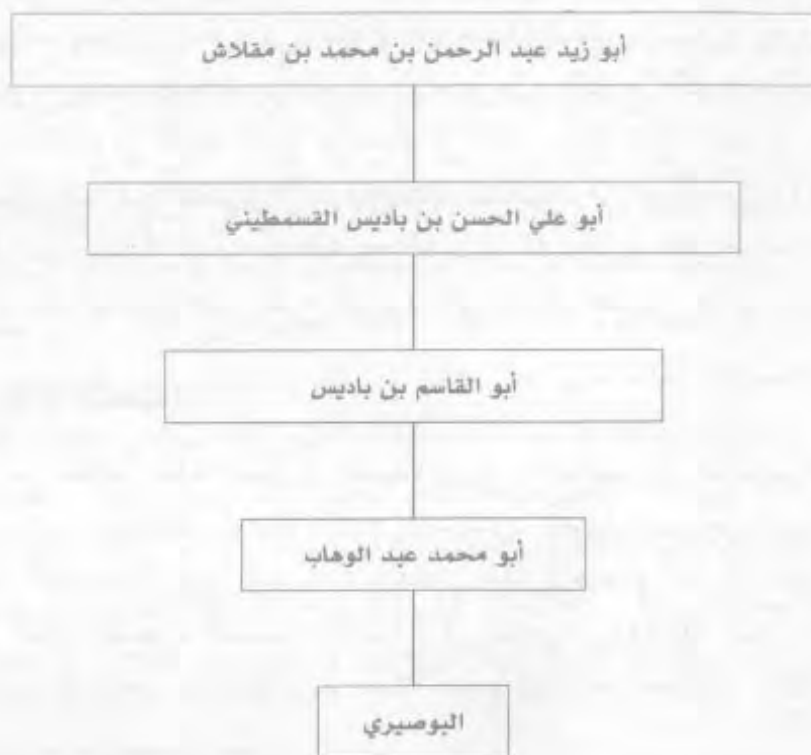 أبو زيد عبد الرحمن بن محمد بن مقلاش
أبو علي الحسن بن باديس القسمطيني
أبو القاسم بن باديس
أبو محمد عبد الوهاب
البوصيري